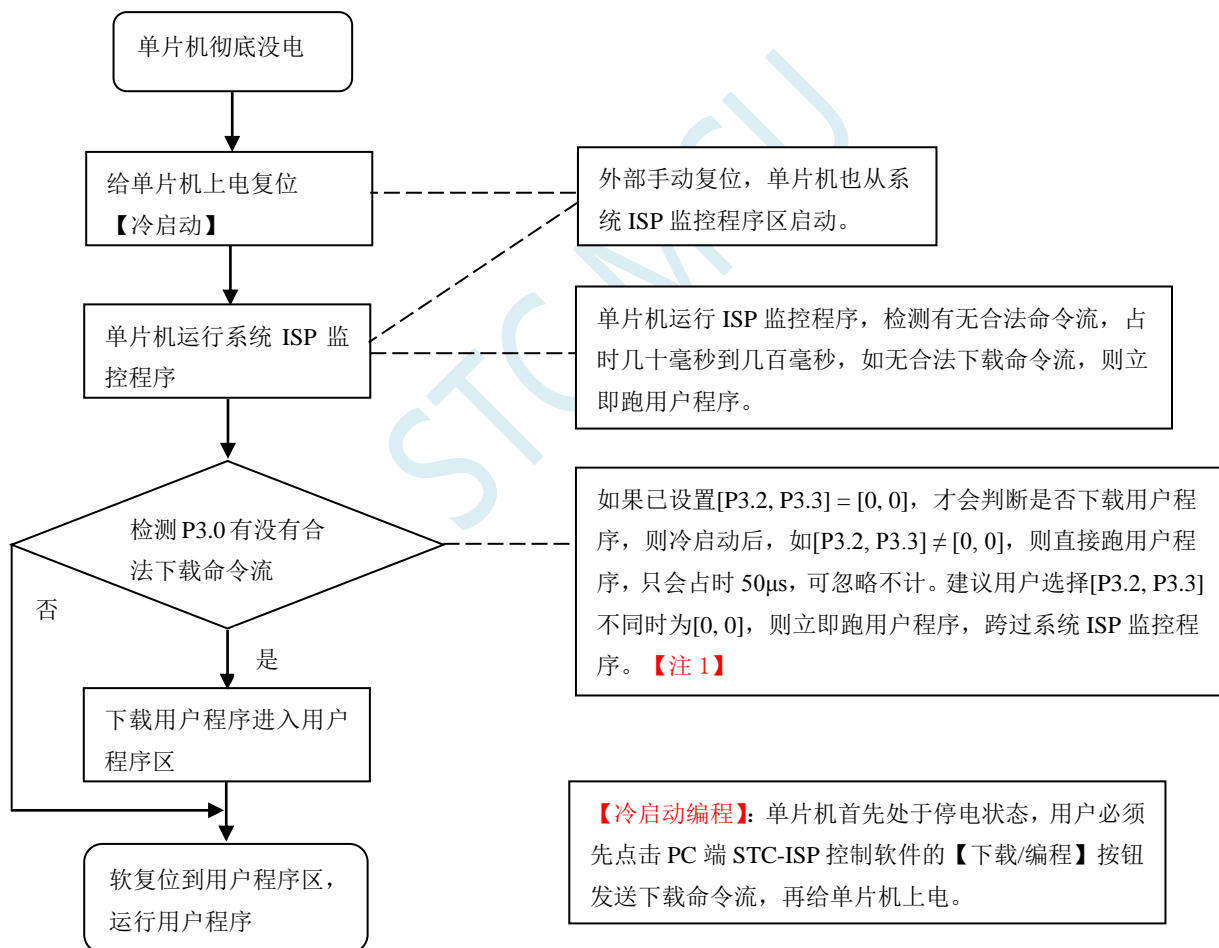 单片机彻底没电
给单片机上电复位
【冷启动】
外部手动复位，单片机也从系
统 ISP 监控程序区启动。
单片机运行系统 ISP 监
控程序
单片机运行 ISP 监控程序，检测有无合法命令流，占
时几十毫秒到几百毫秒，如无合法下载命令流，则立
即跑用户程序。
检测 P3.0 有没有合
法下载命令流
如果已设置[P3.2, P3.3] = [0, 0]，才会判断是否下载用户程
序，则冷启动后，如[P3.2, P3.3] ≠ [0, 0]，则直接跑用户程
序，只会占时 50μs，可忽略不计。建议用户选择[P3.2, P3.3]
不同时为[0, 0]，则立即跑用户程序，跨过系统 ISP 监控程
序。【注 1】
否
是
下载用户程序进入用户
程序区
【冷启动编程】：单片机首先处于停电状态，用户必须
先点击 PC 端 STC-ISP 控制软件的【下载/编程】按钮
发送下载命令流，再给单片机上电。
软复位到用户程序区，
运行用户程序
STC MCU